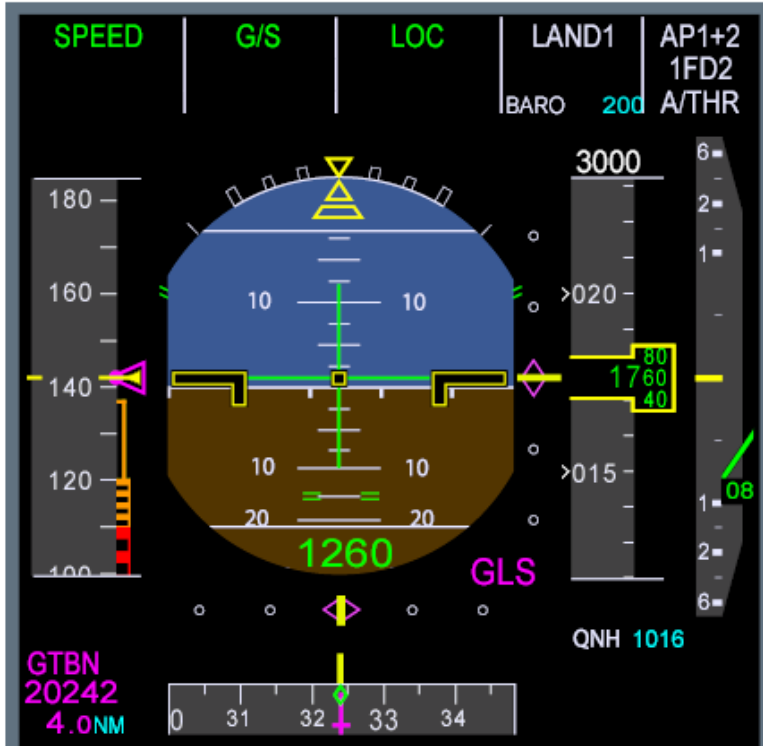 SPEED G/S LOC LAND1 AP1+2
1FD2
BARO 200 A/THR
3000
6
180 2
1
160 10 10 020
80
140 1760
40
120 10 10 015 08
1
20 20
2
1260
100 GLS
6
QNH 1016
GTBN
20242
4.0NM
0 31 32 33 34